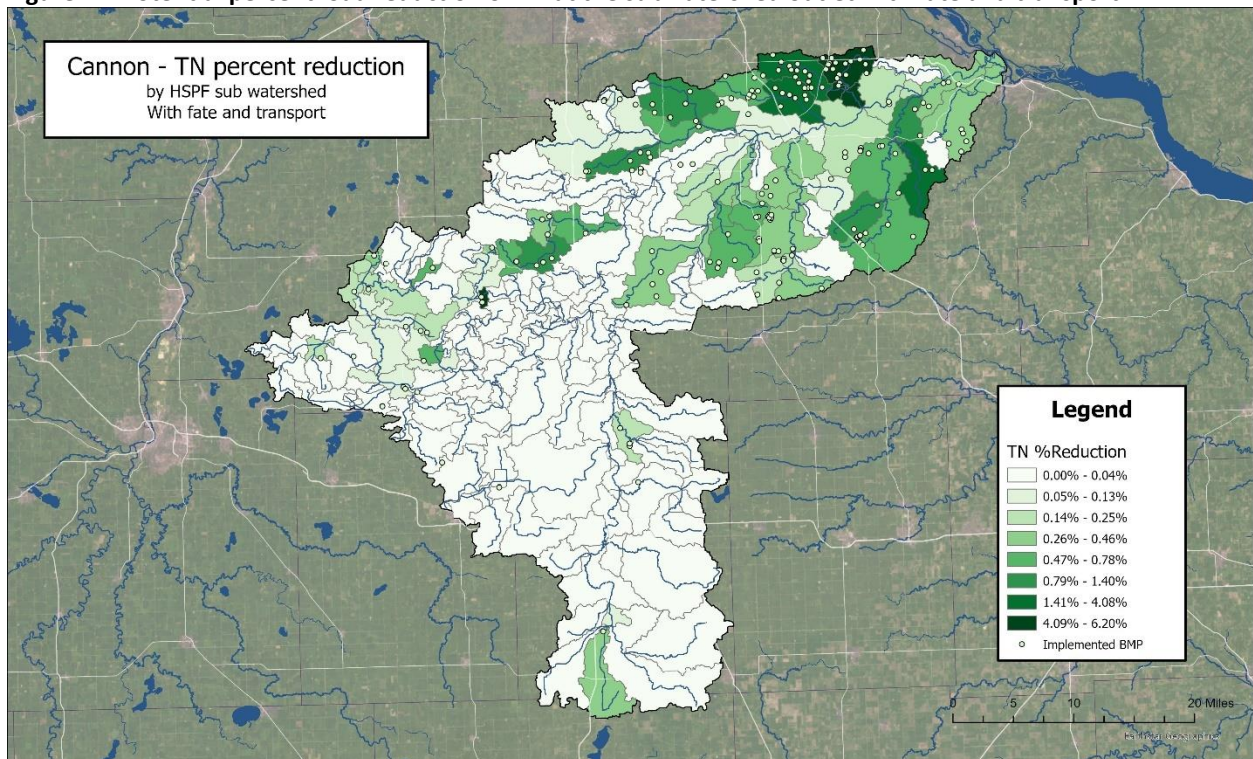 Cannon - TN percent reduction
by HSPF sub watershed
With fate and transport
Legend
TN %Reduction
0.00% - 0.04%
0.05% - 0.13%
0.14% - 0.25%
0.26% - 0.46%
0.47% - 0.78%
0.79% - 1.40%
1.41% - 4.08%
4.09% - 6.20%
Implemented BMP
0 5 10 20 Miles